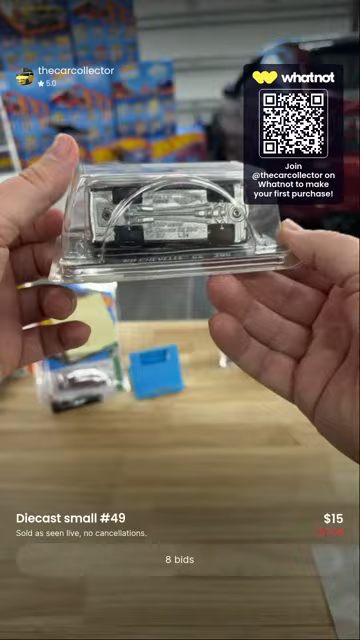 thecarcollector
5.0
whatnot
Join
@thecarcollector on
Whatnot to make
your first purchase!
Diecast small #49
$15
Sold as seen live, no cancellations.
8 bids